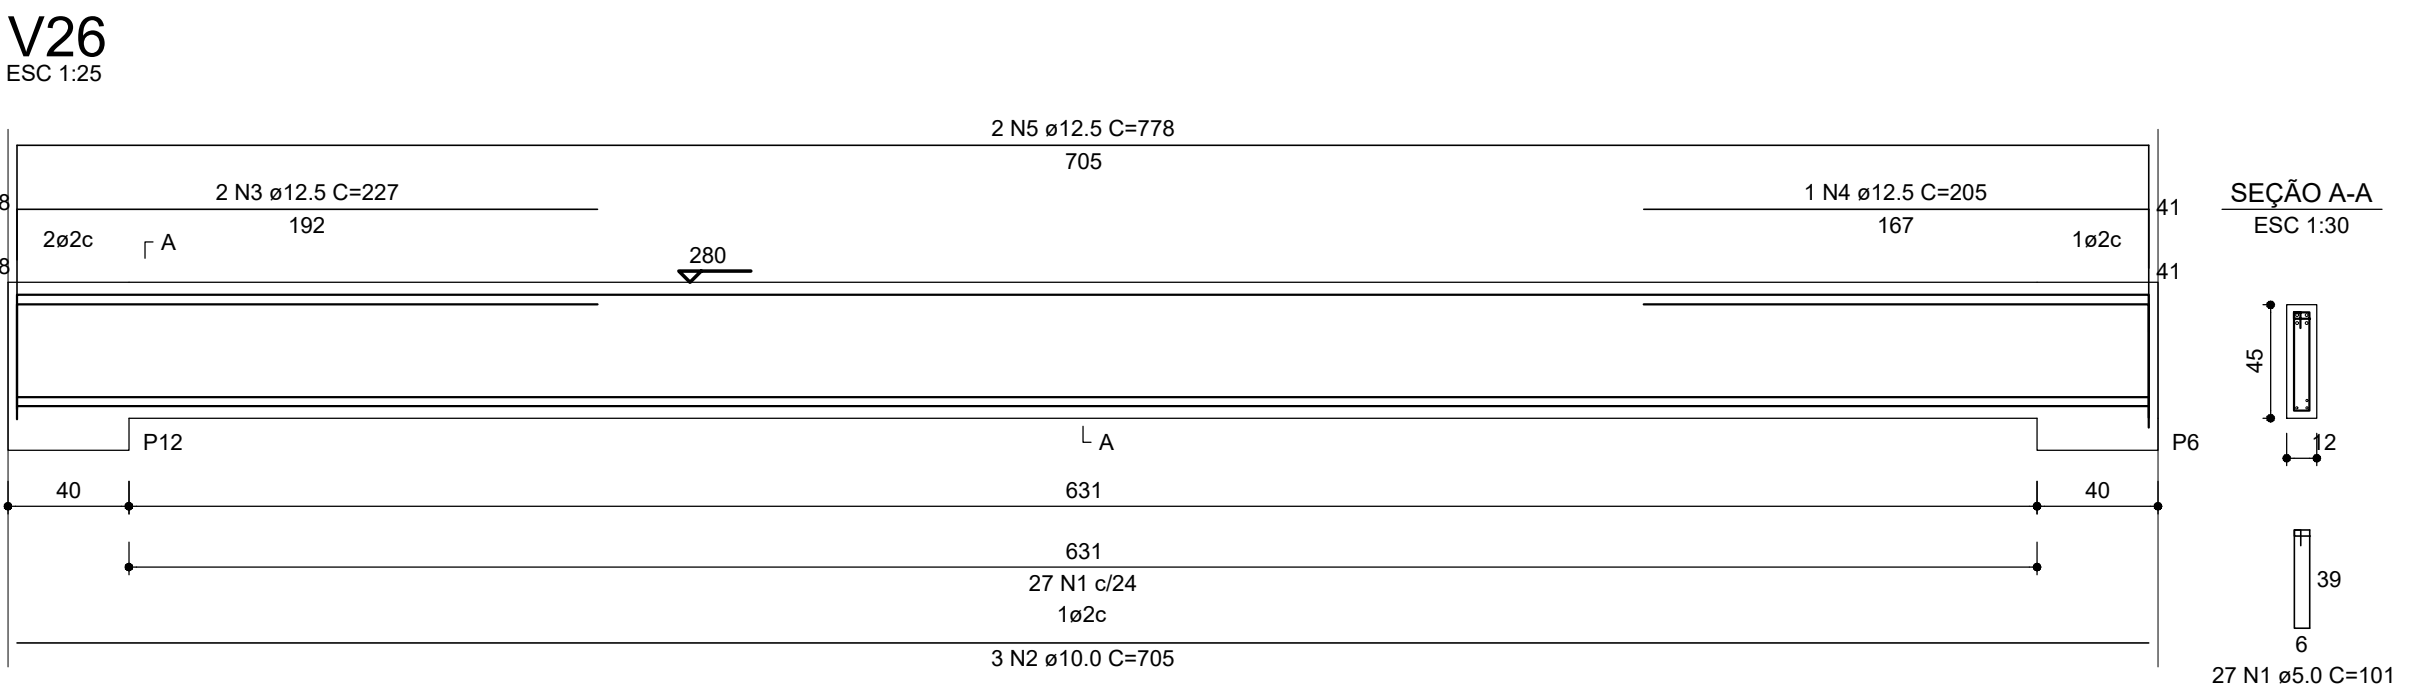 V26
ESC 1:25
2 N5 ø12.5 C=778
705
2 N3 ø12.5 C=227
192
1 N4 ø12.5 C=205
167
8
41
SEÇÃO A-A
ESC 1:30
2ø2c
A
1ø2c
280
8
41
45
12
P12
A
P6
40
631
40
631
27 N1 c/24
1ø2c
3 N2 ø10.0 C=705
39
6
27 N1 ø5.0 C=101